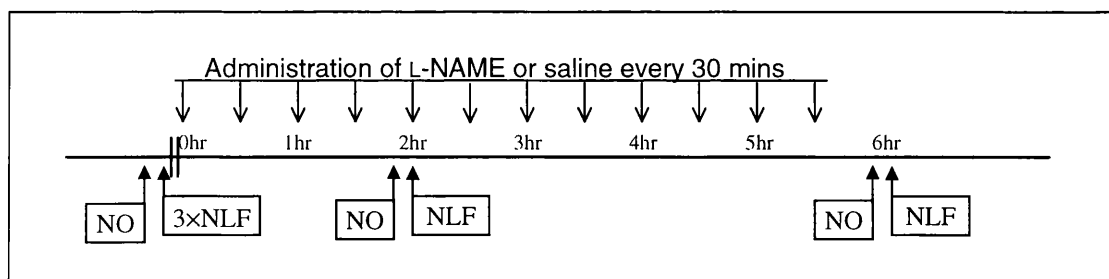 Administration of L-NAME or saline every 30 mins
0hr 1hr 2hr 3hr 4hr 5hr 6hr
NO 3×NLF NO NLF NO NLF